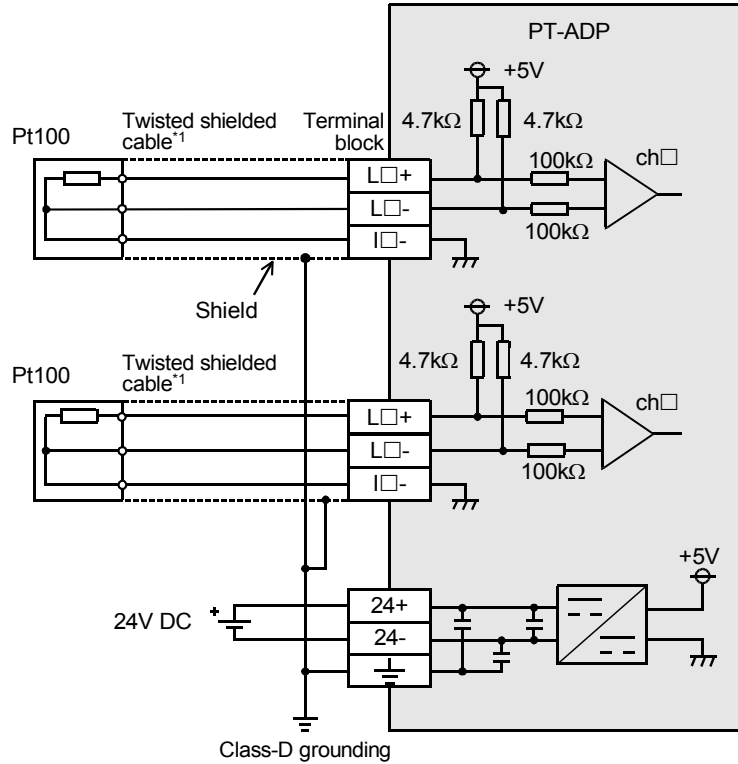 PT-ADP
+5V
4.7kΩ
4.7kΩ
Pt100
Twisted shielded
cable*1
Terminal
block
L□+
L□-
I□-
100kΩ
100kΩ
ch□
Shield
+5V
4.7kΩ
4.7kΩ
Pt100
Twisted shielded
cable*1
L□+
L□-
I□-
100kΩ
100kΩ
ch□
24V DC
+
24+
24-
+5V
Class-D grounding